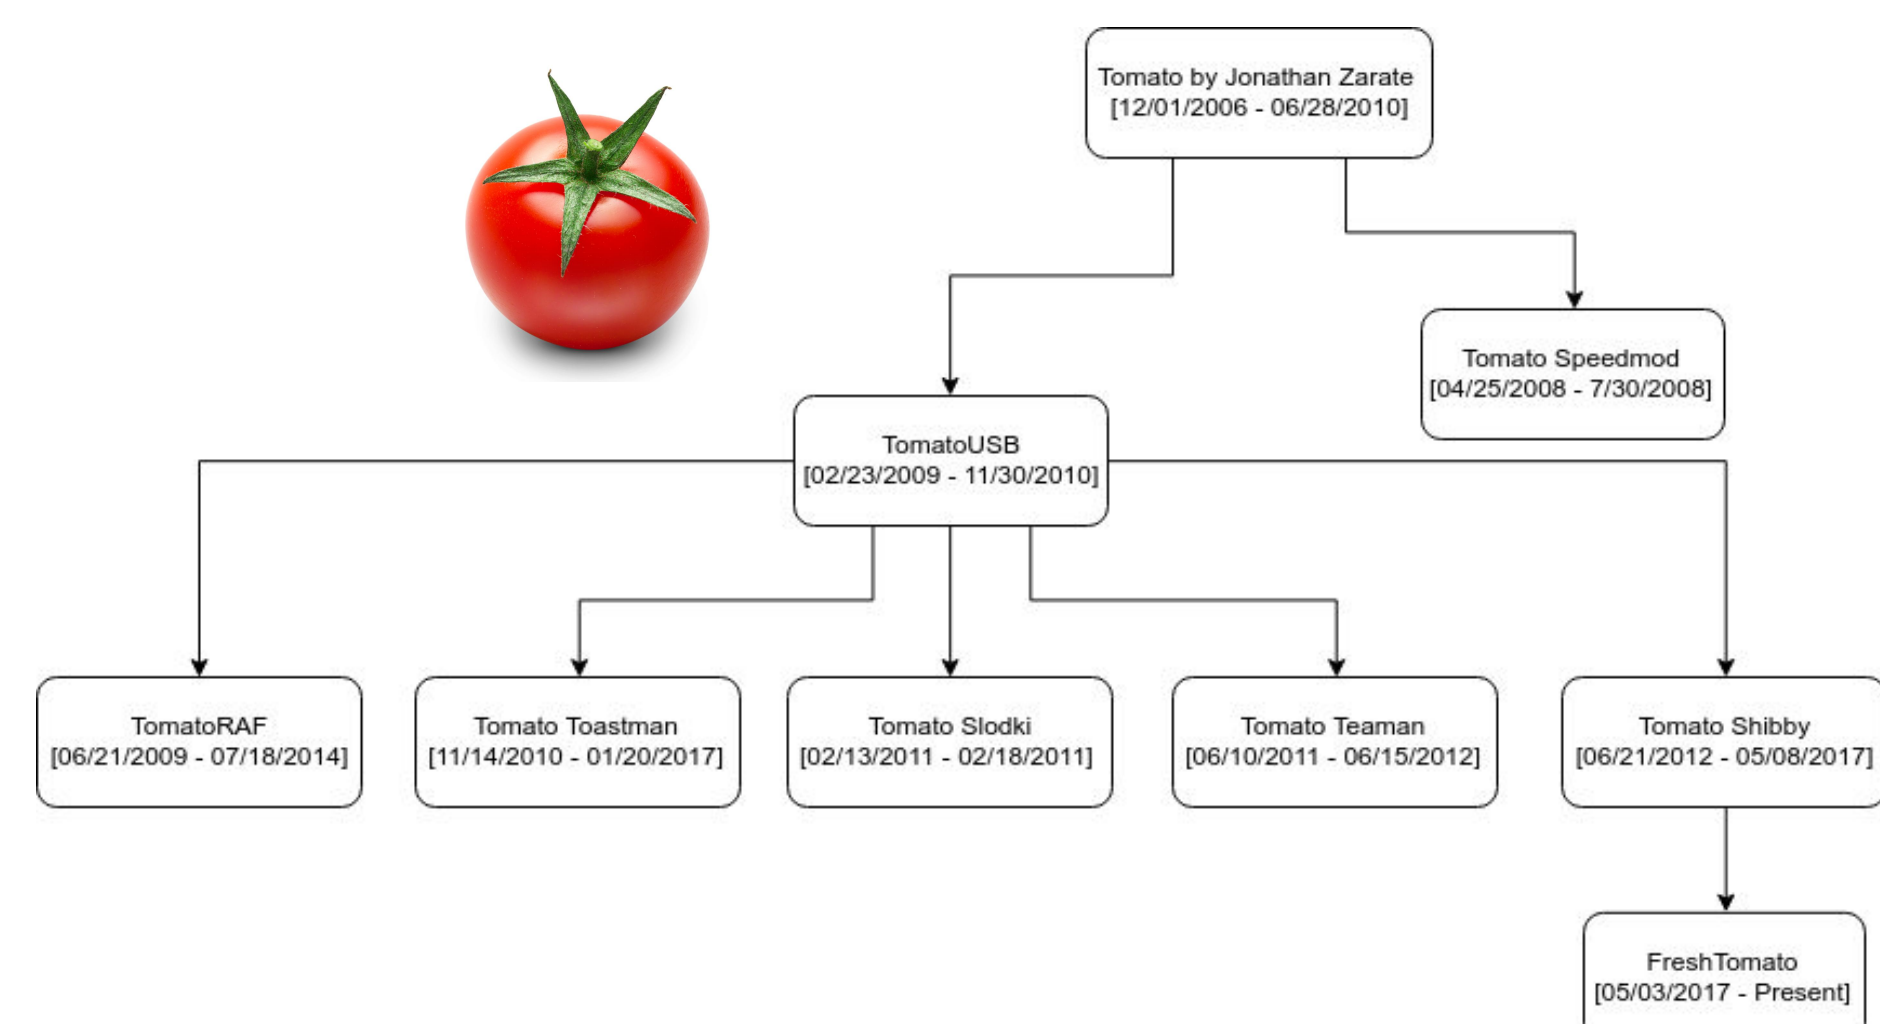 Tomato by Jonathan Zarate
[12/01/2006 - 06/28/2010]
Tomato Speedmod
[04/25/2008 - 7/30/2008]
TomatoUSB
[02/23/2009 - 11/30/2010]
TomatoRAF
[06/21/2009 - 07/18/2014]
Tomato Toastman
[11/14/2010 - 01/20/2017]
Tomato Slodki
[02/13/2011 - 02/18/2011]
Tomato Teaman
[06/10/2011 - 06/15/2012]
Tomato Shibby
[06/21/2012 - 05/08/2017]
FreshTomato
[05/03/2017 - Present]